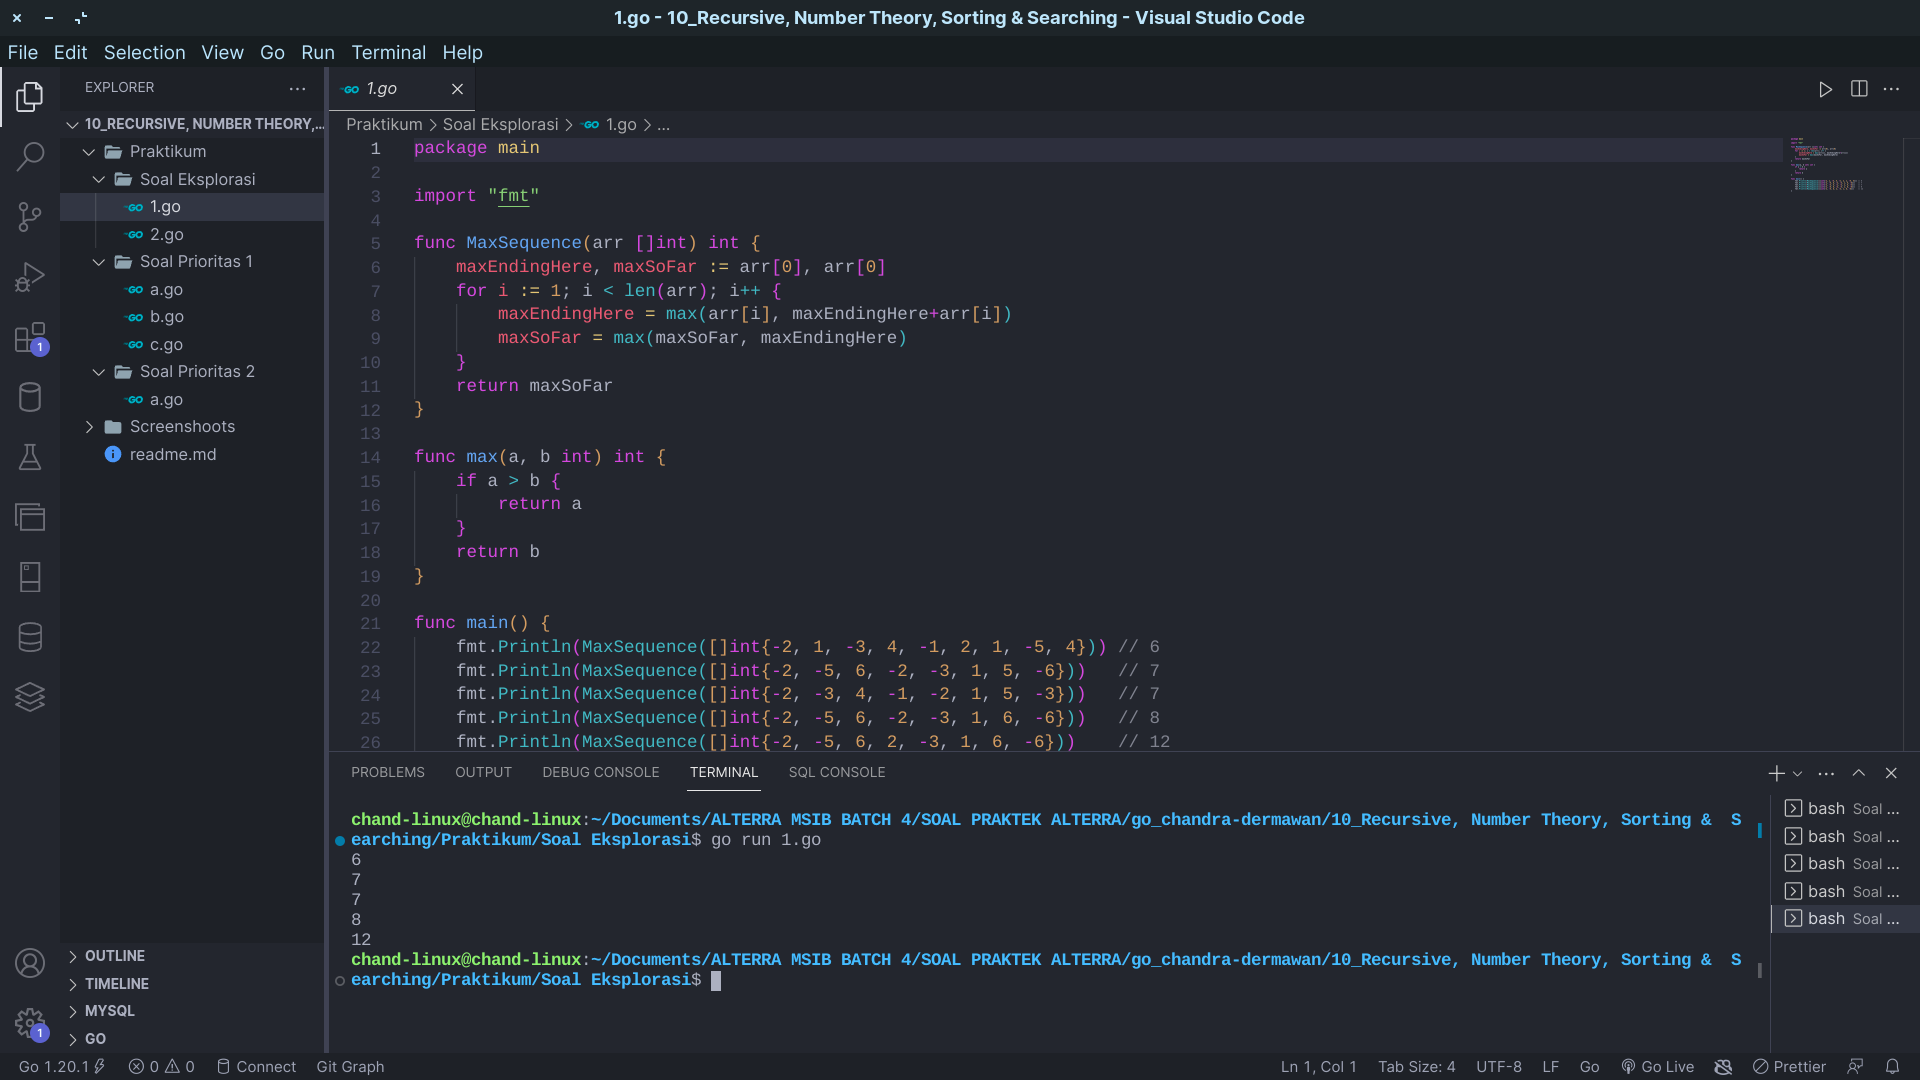 1.go - 10_Recursive, Number Theory, Sorting & Searching - Visual Studio Code
File Edit Selection View Go Run Terminal Help
EXPLORER
10_RECURSIVE, NUMBER THEORY,...
Praktikum
Soal Eksplorasi
1.go
2.go
Soal Prioritas 1
a.go
b.go
c.go
Soal Prioritas 2
a.go
Screenshoots
readme.md
OUTLINE
TIMELINE
MYSQL
GO
1
1
GO 1.go
Praktikum > Soal Eksplorasi > GO 1.go > ...
1 package main
2
3 import "fmt"
4
5 func MaxSequence(arr []int) int {
6 maxEndingHere, maxSoFar := arr[0], arr[0]
7 for i := 1; i < len(arr); i++ {
8 maxEndingHere = max(arr[i], maxEndingHere+arr[i])
9 maxSoFar = max(maxSoFar, maxEndingHere)
10 }
11 return maxSoFar
12 }
13
14 func max(a, b int) int {
15 if a > b {
16 return a
17 }
18 return b
19 }
20
21 func main() {
22 fmt.Println(MaxSequence([]int{-2, 1, -3, 4, -1, 2, 1, -5, 4})) // 6
23 fmt.Println(MaxSequence([]int{-2, -5, 6, -2, -3, 1, 5, -6})) // 7
24 fmt.Println(MaxSequence([]int{-2, -3, 4, -1, -2, 1, 5, -3})) // 7
25 fmt.Println(MaxSequence([]int{-2, -5, 6, -2, -3, 1, 6, -6})) // 8
26 fmt.Println(MaxSequence([]int{-2, -5, 6, 2, -3, 1, 6, -6})) // 12
PROBLEMS OUTPUT DEBUG CONSOLE TERMINAL SQL CONSOLE
chand-linux@chand-linux:~/Documents/ALTERRA MSIB BATCH 4/SOAL PRAKTEK ALTERRA/go_chandra-dermawan/10_Recursive, Number Theory, Sorting & S
earching/Praktikum/Soal Eksplorasi$ go run 1.go
6
7
7
8
12
chand-linux@chand-linux:~/Documents/ALTERRA MSIB BATCH 4/SOAL PRAKTEK ALTERRA/go_chandra-dermawan/10_Recursive, Number Theory, Sorting & S
earching/Praktikum/Soal Eksplorasi$
bash Soal ...
bash Soal ...
bash Soal ...
bash Soal ...
bash Soal ...
Go 1.20.1 0 0 Connect Git Graph Ln 1, Col 1 Tab Size: 4 UTF-8 LF Go Go Live Prettier